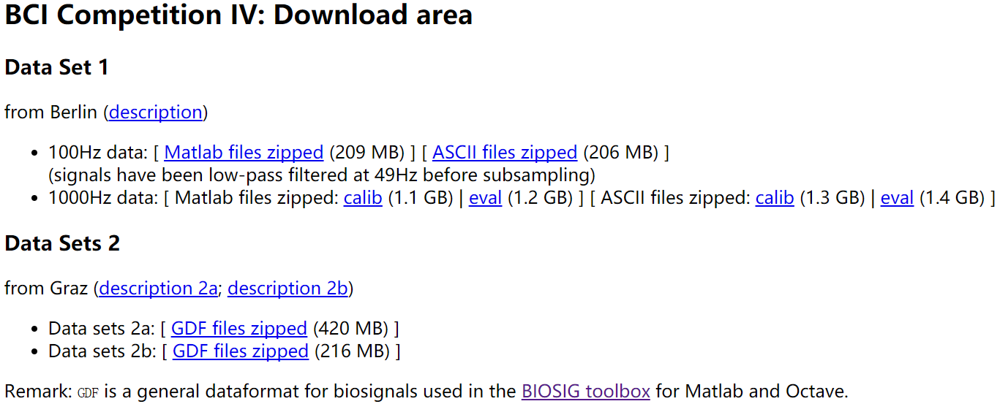 BCI Competition IV: Download area
Data Set 1
from Berlin (description)
• 100Hz data: [ Matlab files zipped (209 MB) ] [ ASCII files zipped (206 MB) ]
(signals have been low-pass filtered at 49Hz before subsampling)
• 1000Hz data: [ Matlab files zipped: calib (1.1 GB) | eval (1.2 GB) ] [ ASCII files zipped: calib (1.3 GB) | eval (1.4 GB) ]
Data Sets 2
from Graz (description 2a; description 2b)
• Data sets 2a: [ GDF files zipped (420 MB) ]
• Data sets 2b: [ GDF files zipped (216 MB) ]
Remark: GDF is a general dataformat for biosignals used in the BIOSIG toolbox for Matlab and Octave.